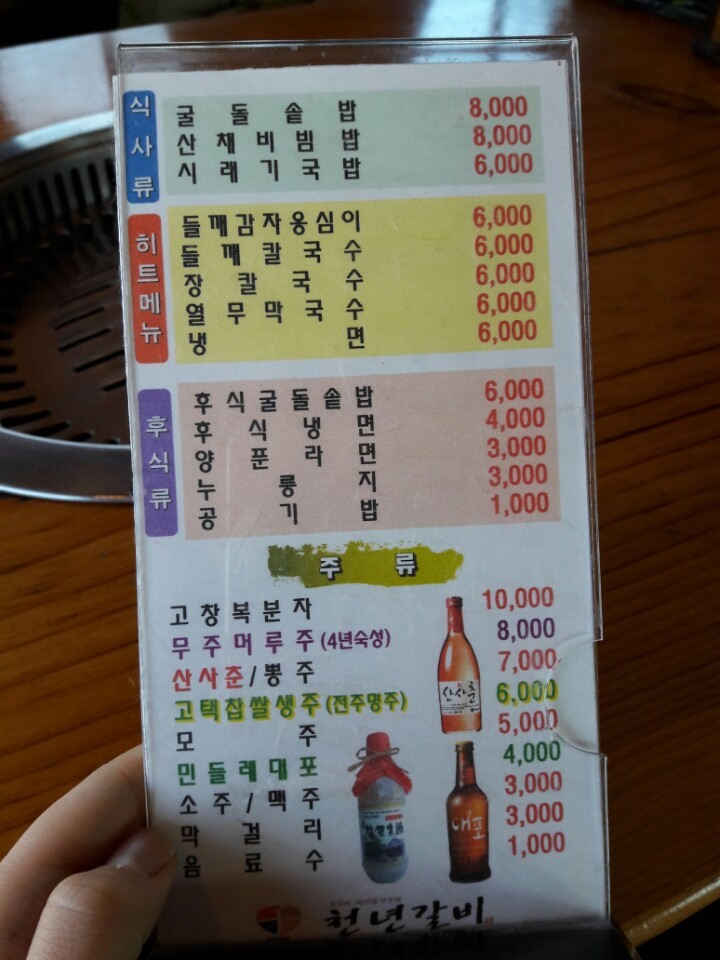 식사류
굴돌솥밥 8,000
산채비빔밥 8,000
시래기국밥 6,000
히트메뉴
들깨감자옹심이 6,000
들깨칼국수 6,000
장칼국수 6,000
열무막국수 6,000
냉면 6,000
후식류
후식굴돌솥밥 6,000
후식냉면 4,000
양푼라면 3,000
누룽지 3,000
공기밥 1,000
주류
고창복분자 10,000
무주머루주(4년숙성) 8,000
산사춘/뽕주 7,000
고택찹쌀생주(전주명주) 6,000
모주 5,000
민들레대포 4,000
소주/맥주 3,000
막걸리 3,000
음료수 1,000
산사춘
대포
천년갈비